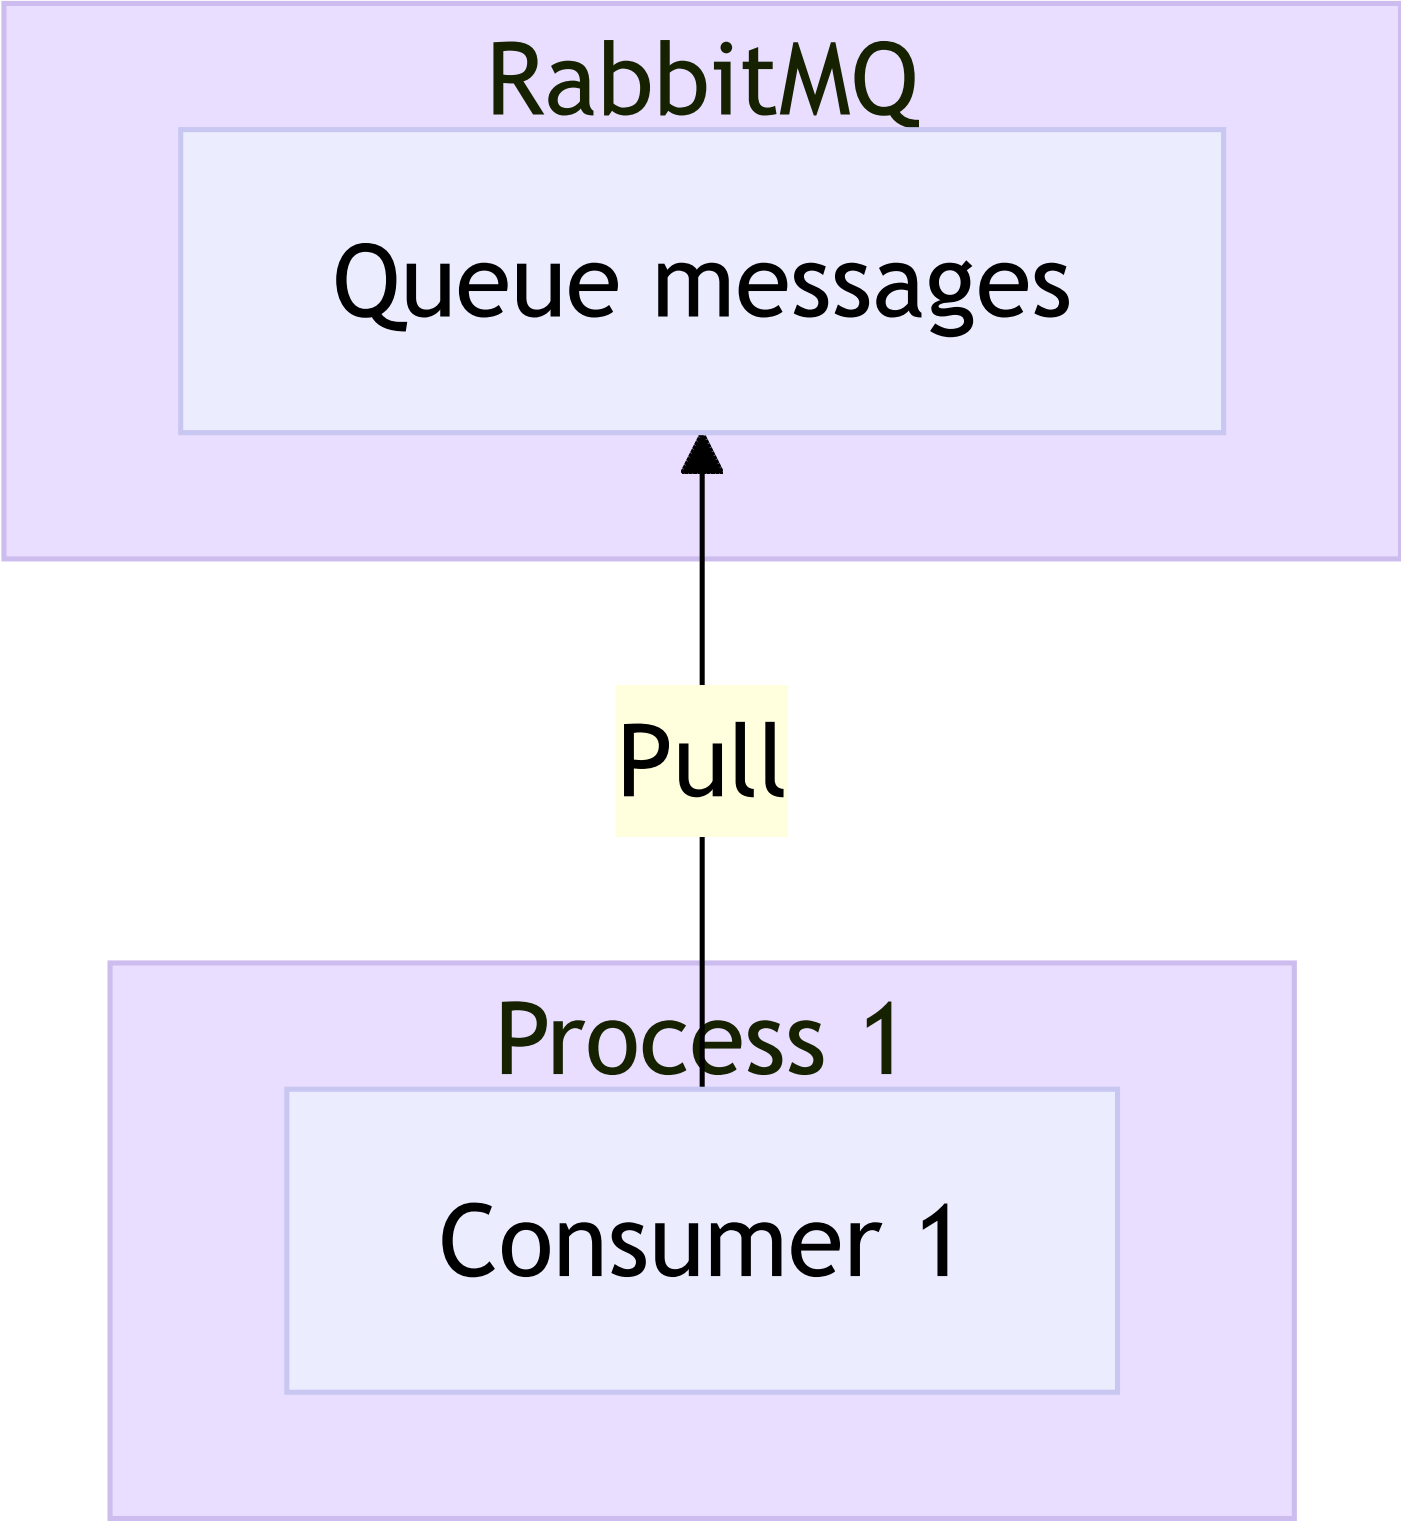 RabbitMQ
Queue messages
Pull
Process 1
Consumer 1